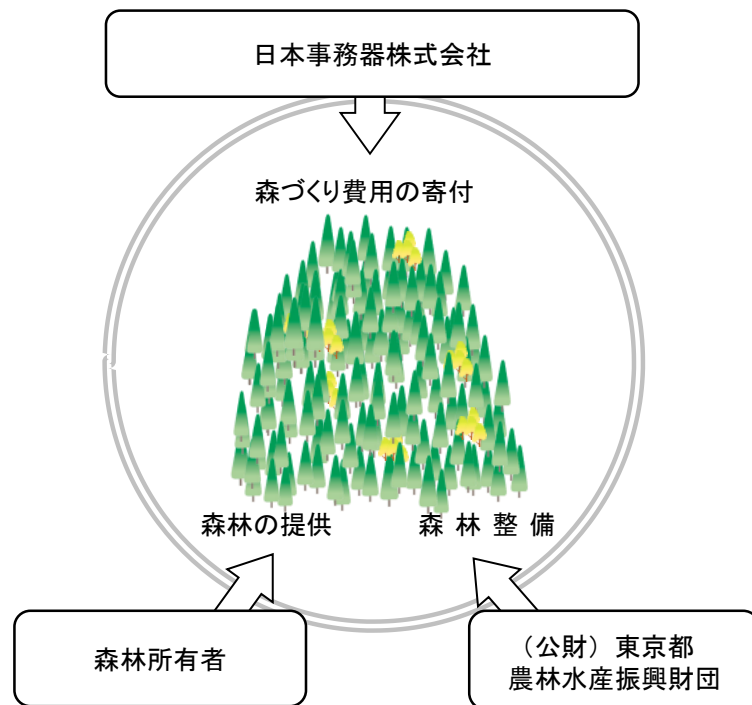 日本事務器株式会社
森づくり費用の寄付
森林の提供
森林整備
森林所有者
（公財）東京都
農林水産振興財団